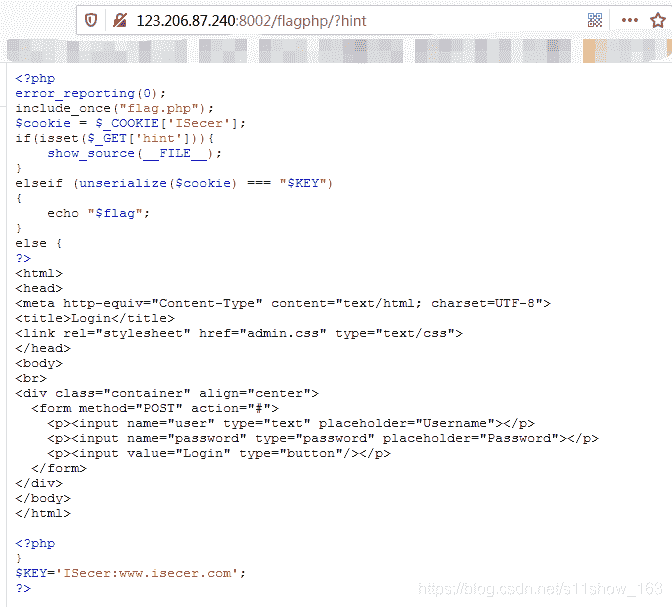 123.206.87.240:8002/flagphp/?hint
<?php
error_reporting(0);
include_once("flag.php");
$cookie = $_COOKIE['ISecer'];
if(isset($_GET['hint'])){
    show_source(__FILE__);
}
elseif (unserialize($cookie) === "$KEY")
{
    echo "$flag";
}
else {
?>
<html>
<head>
<meta http-equiv="Content-Type" content="text/html; charset=UTF-8">
<title>Login</title>
<link rel="stylesheet" href="admin.css" type="text/css">
</head>
<body>
<br>
<div class="container" align="center">
  <form method="POST" action="#">
    <p><input name="user" type="text" placeholder="Username"></p>
    <p><input name="password" type="password" placeholder="Password"></p>
    <p><input value="Login" type="button"/></p>
  </form>
</div>
</body>
</html>
<?php
}
$KEY='ISecer:www.isecer.com';
?>
https://blog.csdn.net/s11show_163